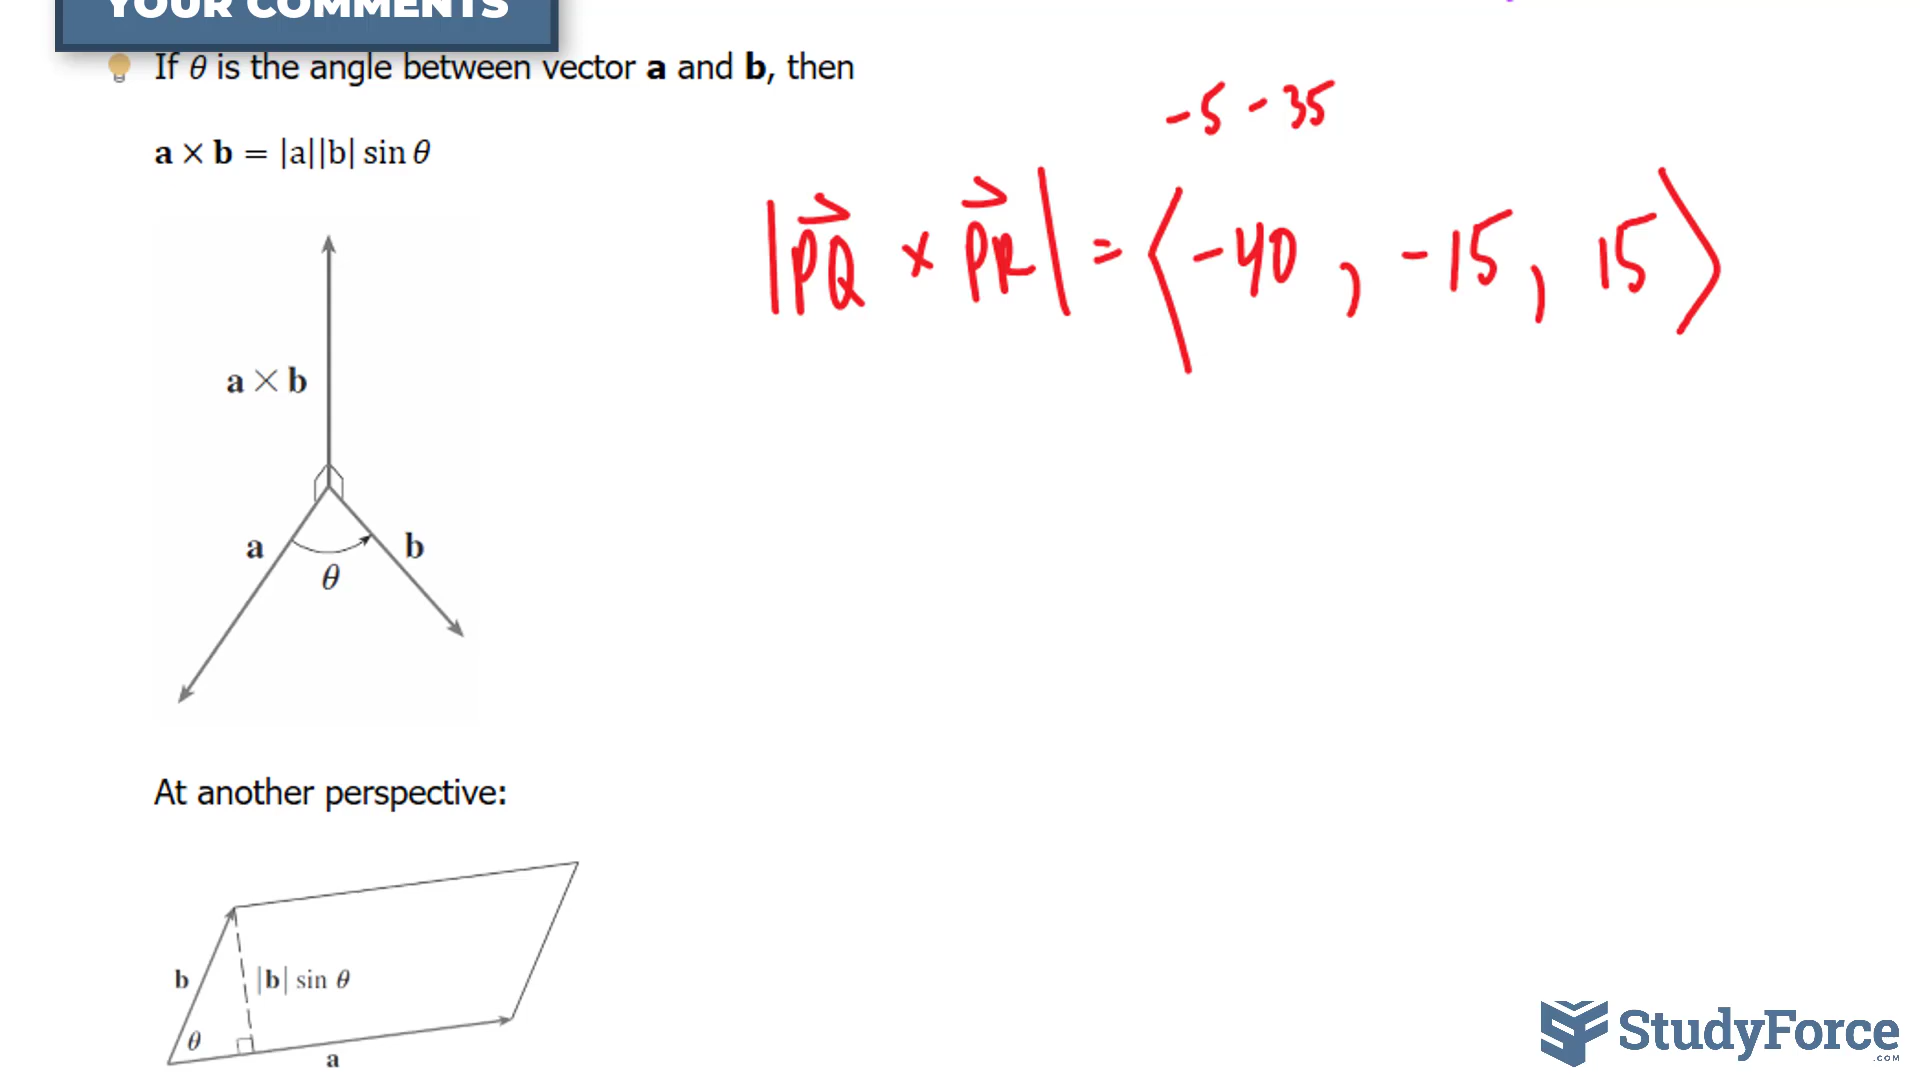 YOUR COMMENTS
If θ is the angle between vector a and b, then
a × b = |a||b| sin θ
-5 - 35
|PQ × PR| = ⟨-40, -15, 15⟩
a × b
a
b
θ
At another perspective:
b
|b| sin θ
θ
a
StudyForce
.COM